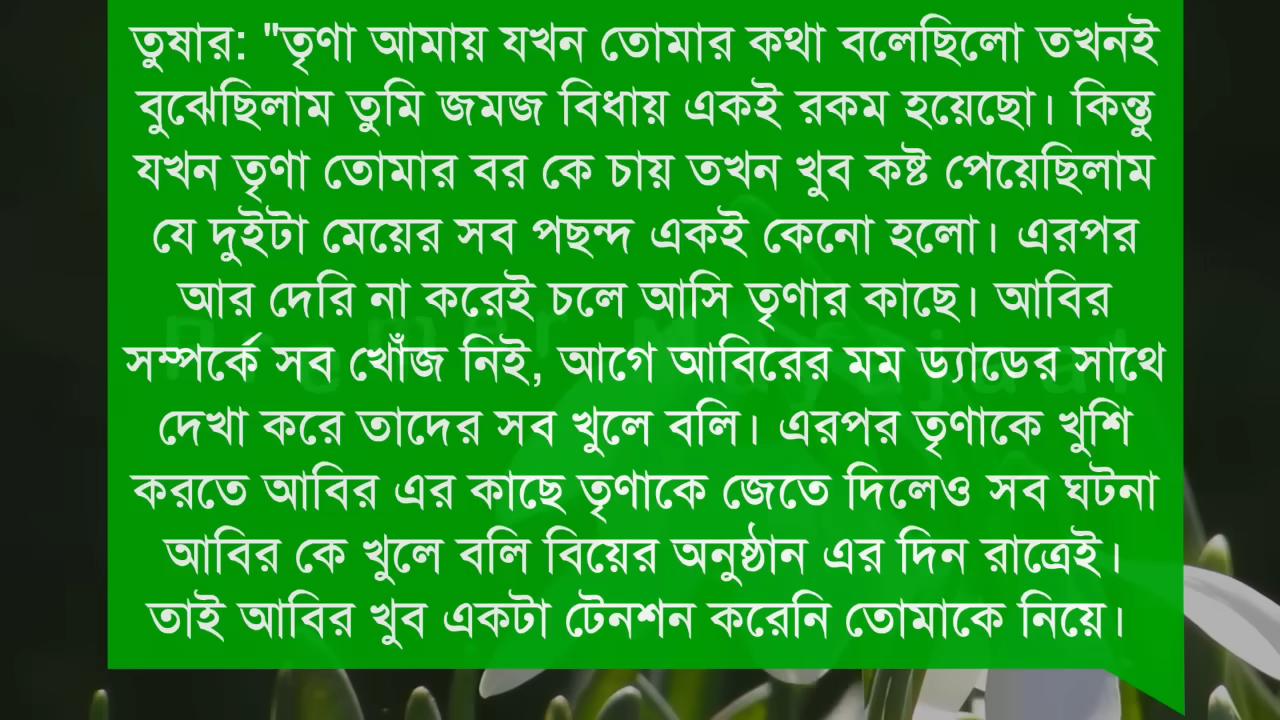 তুষার: "তৃণা আমায় যখন তোমার কথা বলেছিলো তখনই
বুঝেছিলাম তুমি জমজ বিধায় একই রকম হয়েছো। কিন্তু
যখন তৃণা তোমার বর কে চায় তখন খুব কষ্ট পেয়েছিলাম
যে দুইটা মেয়ের সব পছন্দ একই কেনো হলো। এরপর
আর দেরি না করেই চলে আসি তৃণার কাছে। আবির
সম্পর্কে সব খোঁজ নিই, আগে আবিরের মম ড্যাডের সাথে
দেখা করে তাদের সব খুলে বলি। এরপর তৃণাকে খুশি
করতে আবির এর কাছে তৃণাকে জেতে দিলেও সব ঘটনা
আবির কে খুলে বলি বিয়ের অনুষ্ঠান এর দিন রাত্রেই।
তাই আবির খুব একটা টেনশন করেনি তোমাকে নিয়ে।